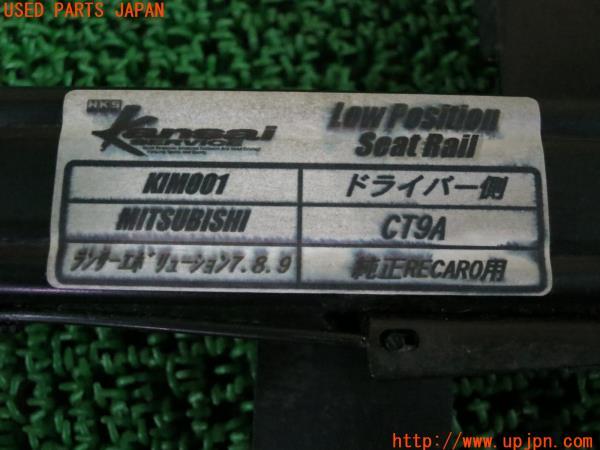 USED PARTS JAPAN
HKS
Kansai
SERVICE
Low Position
Seat Rail
KIM001
ドライバー側
MITSUBISHI
CT9A
ランサーエボリューション7.8.9
純正RECARO用
http://www.upjpn.com